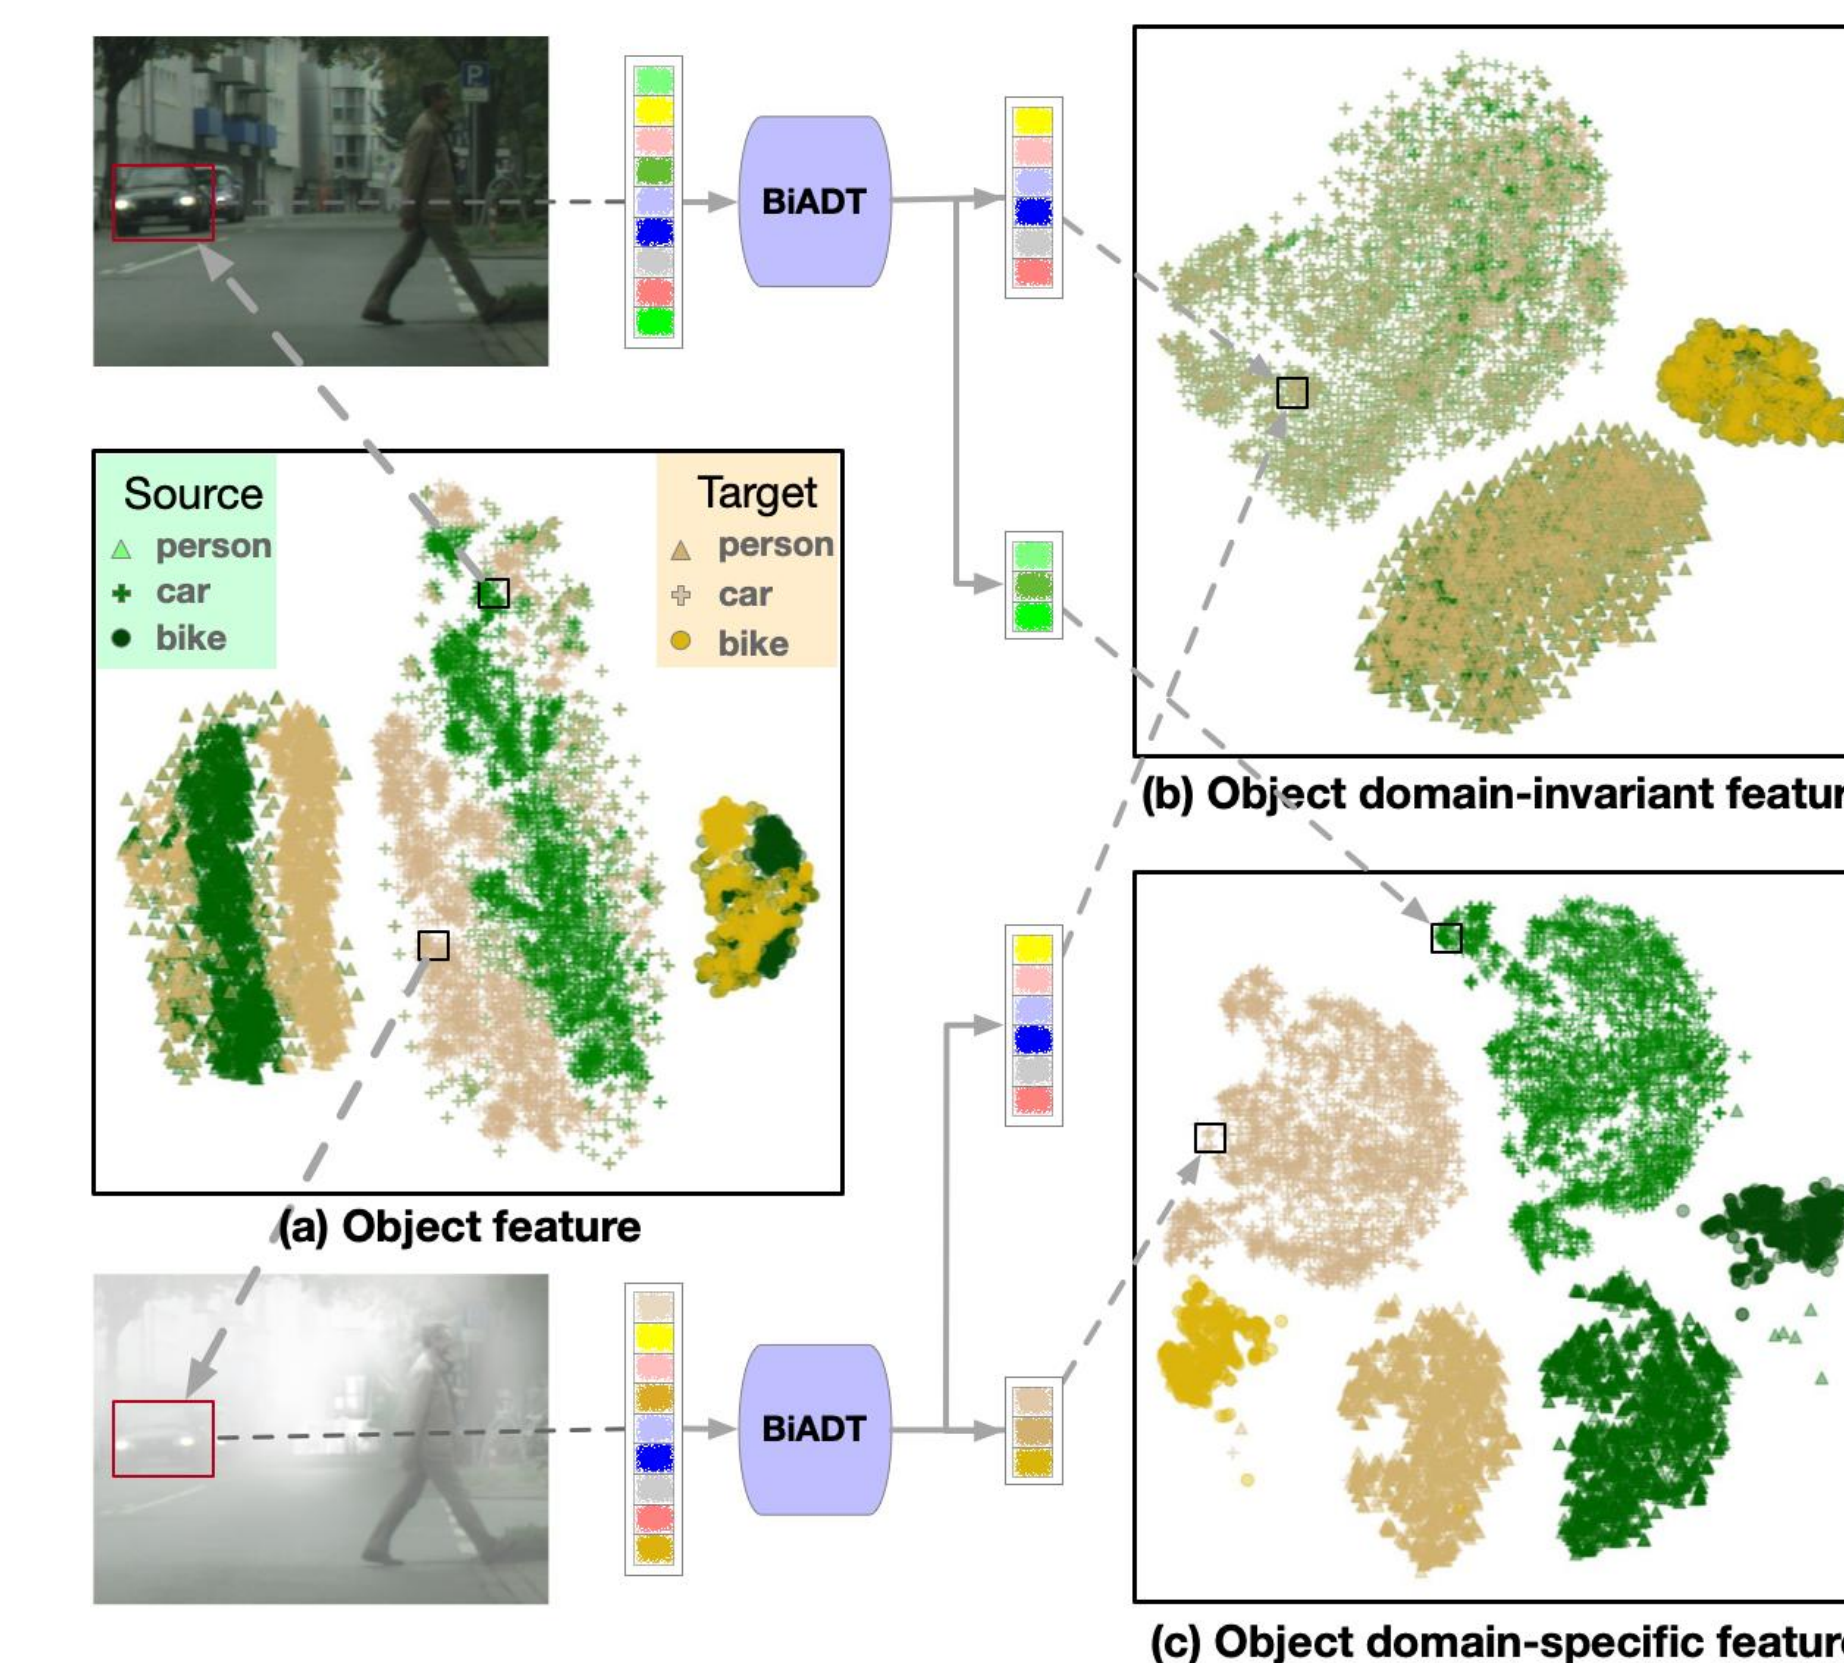 P
BiADT
Source
person
car
bike
Target
person
car
bike
(a) Object feature
(b) Object domain-invariant featur
BiADT
(c) Object domain-specific feature